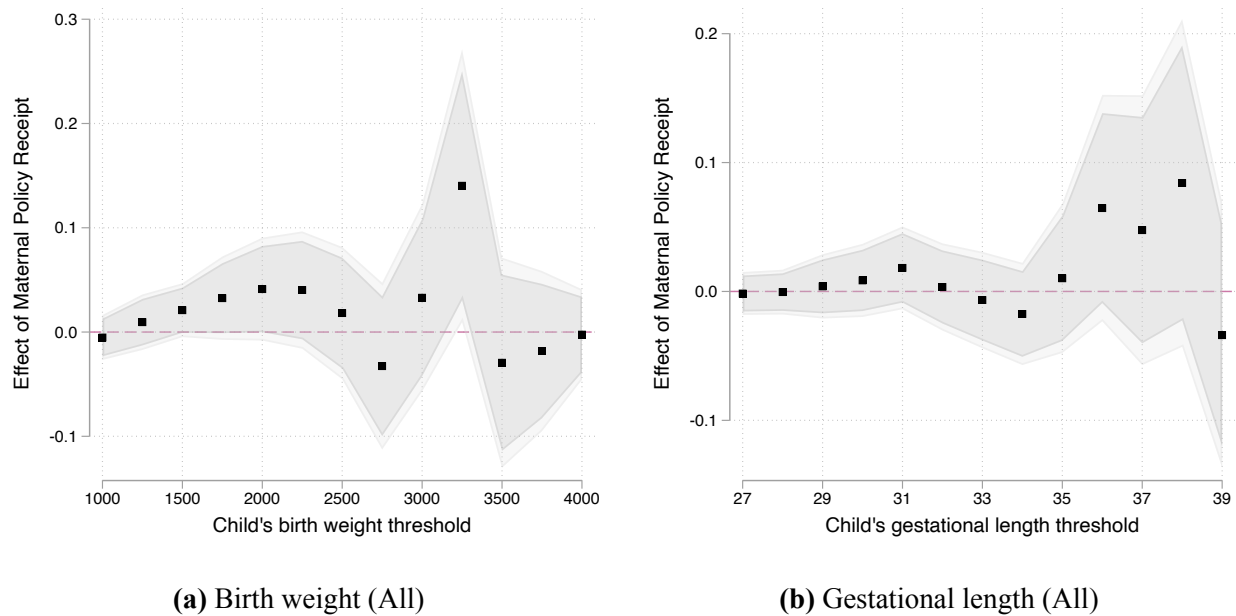 0.3
0.2
0.1
0.0
-0.1
Effect of Maternal Policy Receipt
1000 1500 2000 2500 3000 3500 4000
Child's birth weight threshold
(a) Birth weight (All)
0.2
0.1
0.0
-0.1
Effect of Maternal Policy Receipt
27 29 31 33 35 37 39
Child's gestational length threshold
(b) Gestational length (All)